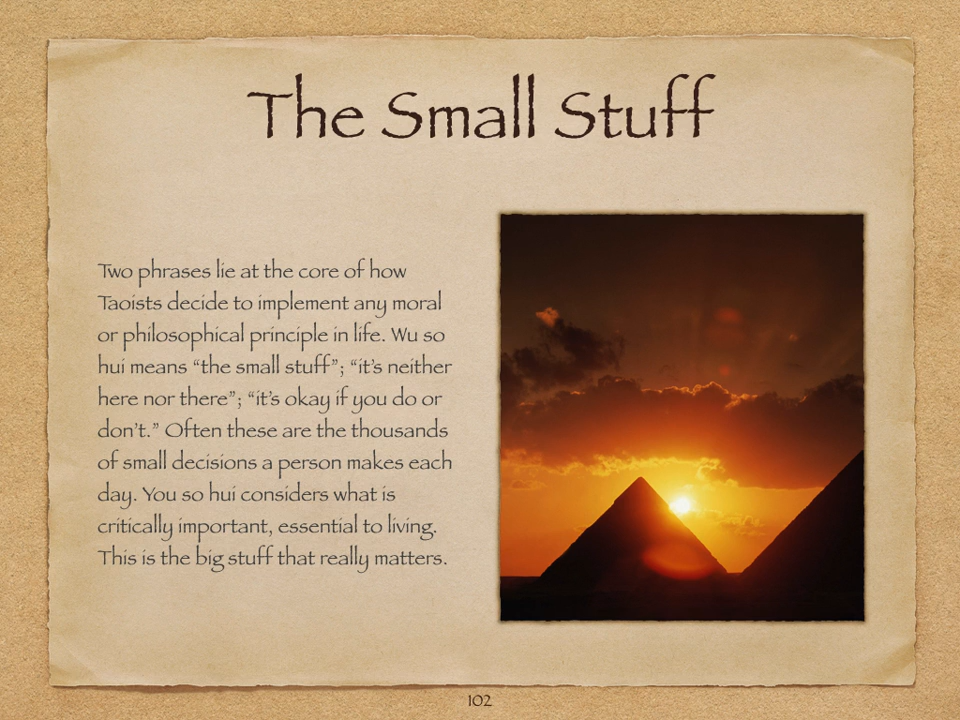 The Small Stuff
Two phrases lie at the core of how
Taoists decide to implement any moral
or philosophical principle in life. Wu so
hui means “the small stuff”; “it’s neither
here nor there”; “it’s okay if you do or
don’t.” Often these are the thousands
of small decisions a person makes each
day. You so hui considers what is
critically important, essential to living.
This is the big stuff that really matters.
102